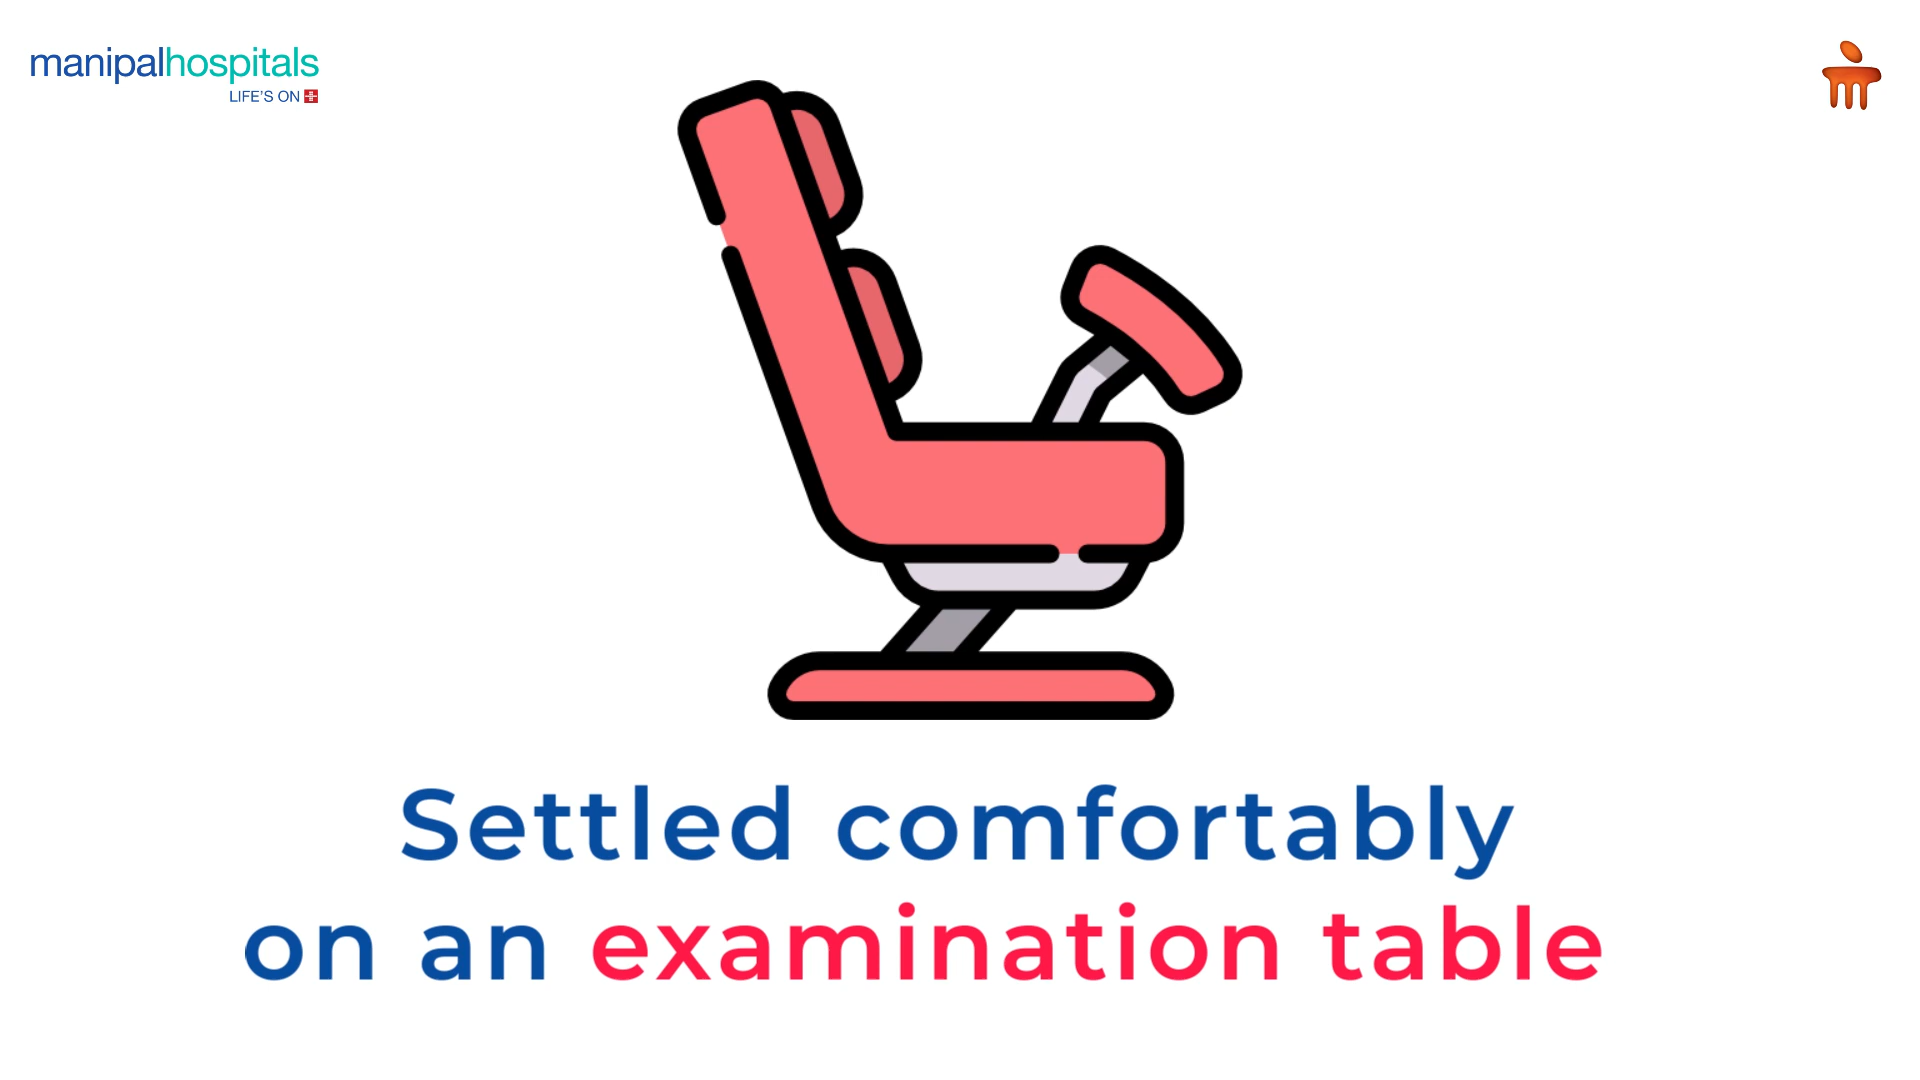 manipalhospitals
LIFE'S ON
Settled comfortably
on an examination table